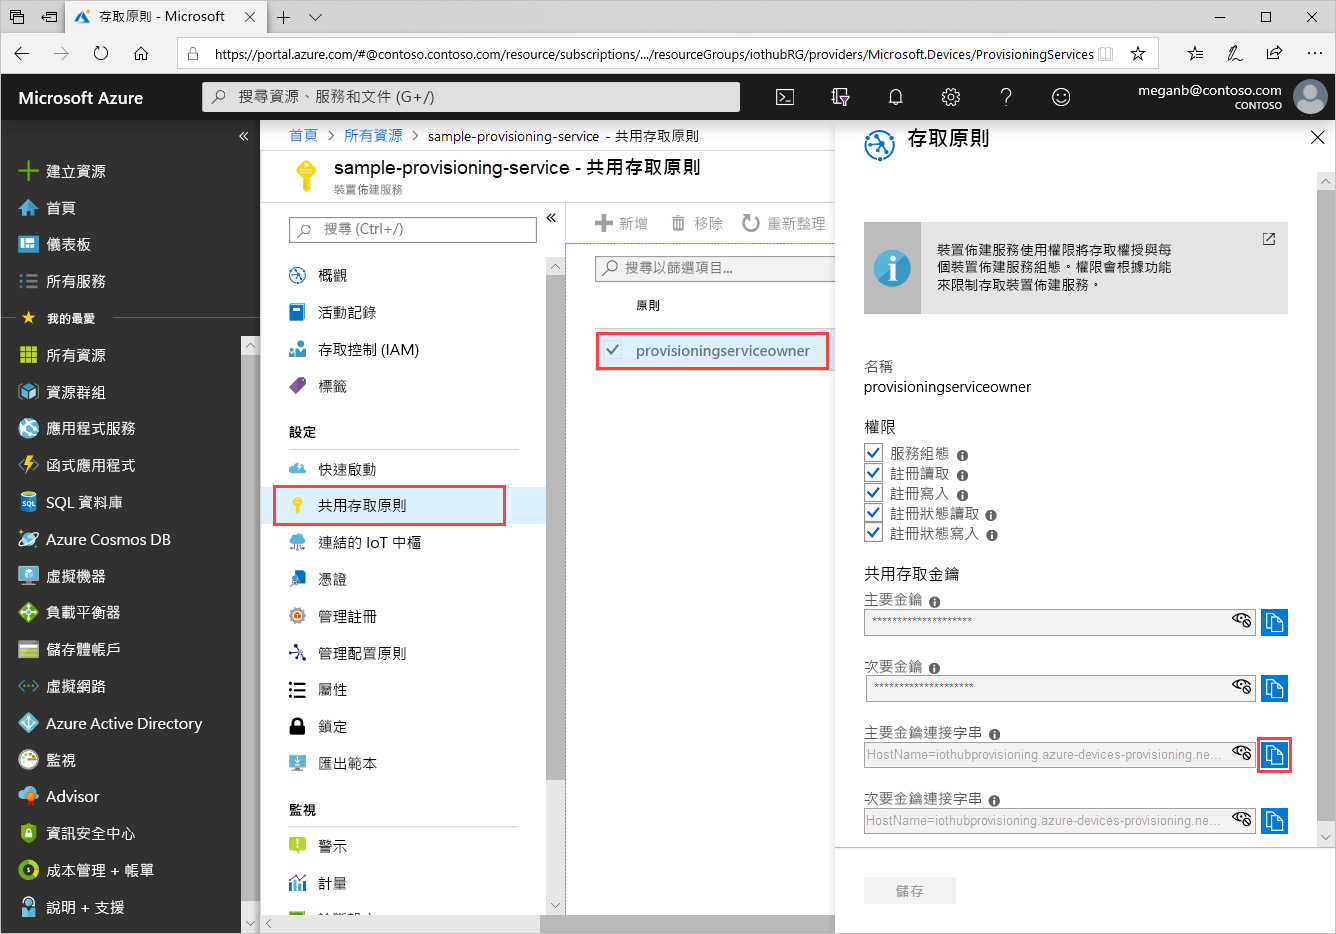 存取原則 - Microsoft
https://portal.azure.com/#@contoso.contoso.com/resource/subscriptions/.../resourceGroups/iothubRG/providers/Microsoft.Devices/ProvisioningServices
Microsoft Azure
搜尋資源、服務和文件 (G+/)
meganb@contoso.com
CONTOSO
建立資源
首頁
儀表板
所有服務
我的最愛
所有資源
資源群組
應用程式服務
函式應用程式
SQL 資料庫
Azure Cosmos DB
虛擬機器
負載平衡器
儲存體帳戶
虛擬網路
Azure Active Directory
監視
Advisor
資訊安全中心
成本管理 + 帳單
說明 + 支援
首頁 > 所有資源 > sample-provisioning-service - 共用存取原則
sample-provisioning-service - 共用存取原則
裝置佈建服務
搜尋 (Ctrl+/)
概觀
活動記錄
存取控制 (IAM)
標籤
設定
快速啟動
共用存取原則
連結的 IoT 中樞
憑證
管理註冊
管理配置原則
屬性
鎖定
匯出範本
監視
警示
計量
新增 移除 重新整理
搜尋以篩選項目...
原則
provisioningserviceowner
存取原則
裝置佈建服務使用權限將存取權授與每
個裝置佈建服務組態。權限會根據功能
來限制存取裝置佈建服務。
名稱
provisioningserviceowner
權限
服務組態
註冊讀取
註冊寫入
註冊狀態讀取
註冊狀態寫入
共用存取金鑰
主要金鑰
********************
次要金鑰
********************
主要金鑰連接字串
HostName=iothubprovisioning.azure-devices-provisioning.ne...
次要金鑰連接字串
HostName=iothubprovisioning.azure-devices-provisioning.ne...
儲存